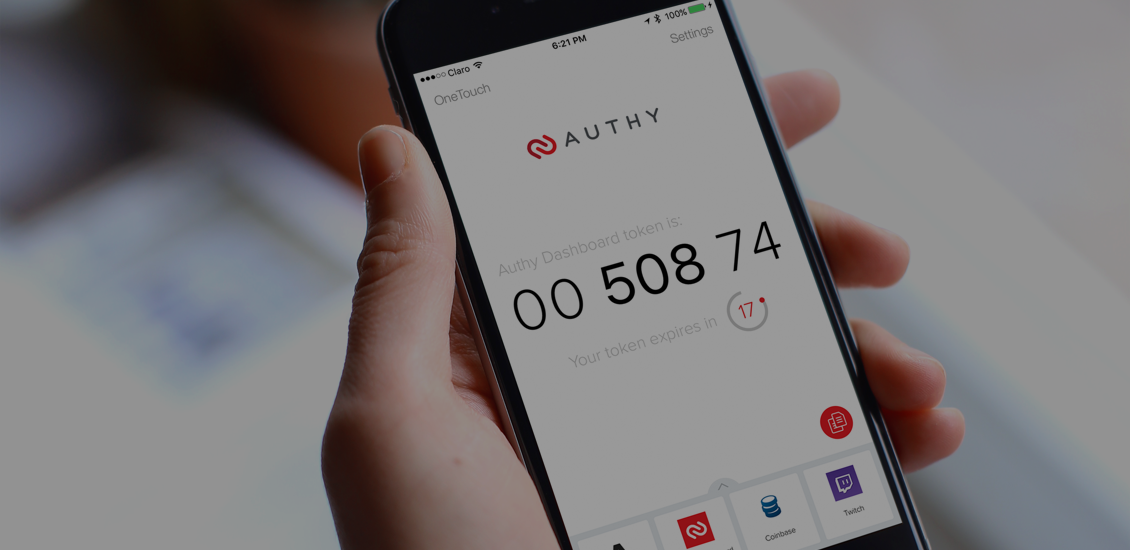 Claro 6:21 PM 100%
OneTouch Settings
AUTHY
Authy Dashboard token is:
00 508 74
Your token expires in 17
Coinbase Twitch